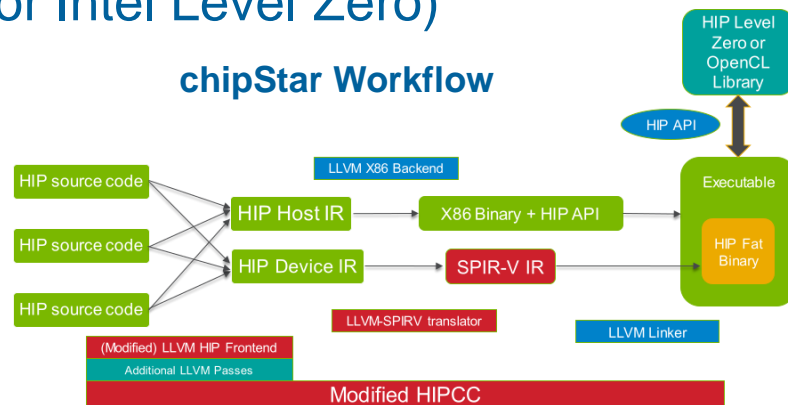 or Intel Level Zero)
chipStar Workflow
HIP Level
Zero or
OpenCL
Library
HIP API
LLVM X86 Backend
HIP source code
HIP Host IR
X86 Binary + HIP API
Executable
HIP source code
HIP Device IR
SPIR-V IR
HIP Fat
Binary
HIP source code
LLVM-SPIRV translator
LLVM Linker
(Modified) LLVM HIP Frontend
Additional LLVM Passes
Modified HIPCC